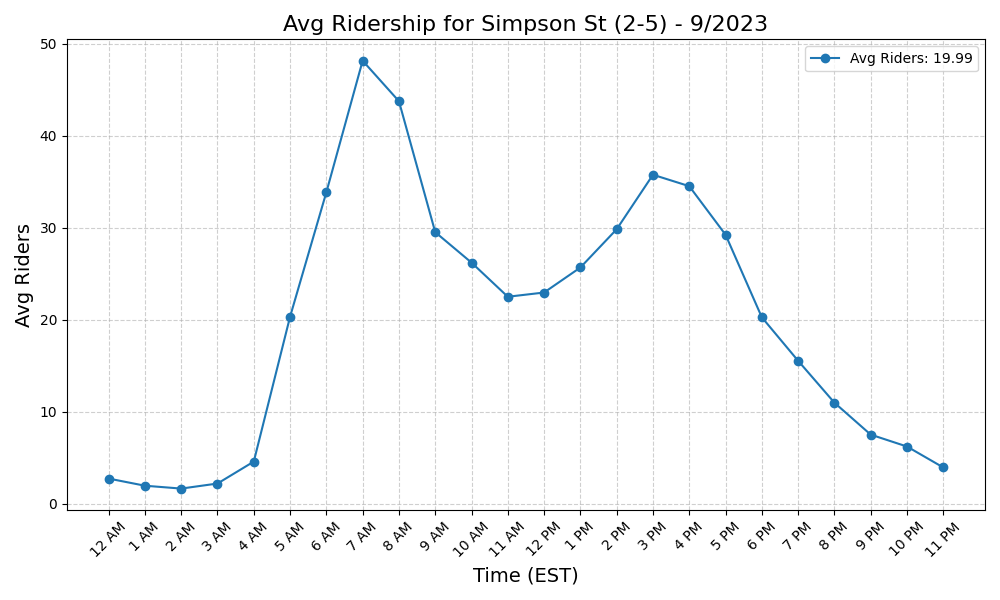 Avg Ridership for Simpson St (2-5) - 9/2023
Avg Riders: 19.99
Avg Riders
50
40
30
20
10
0
12 AM
1 AM
2 AM
3 AM
4 AM
5 AM
6 AM
7 AM
8 AM
9 AM
10 AM
11 AM
12 PM
1 PM
2 PM
3 PM
4 PM
5 PM
6 PM
7 PM
8 PM
9 PM
10 PM
11 PM
Time (EST)